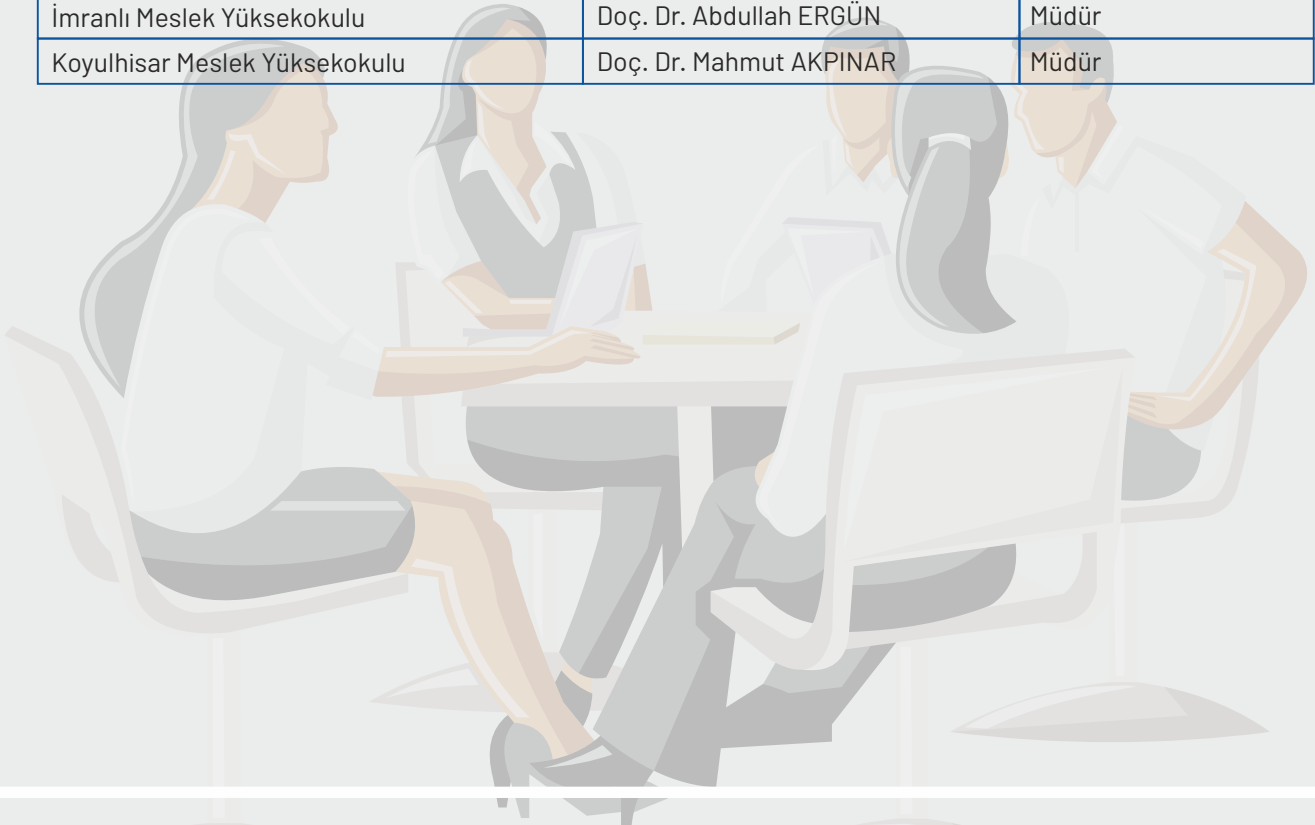 İmranlı Meslek Yüksekokulu Doç. Dr. Abdullah ERGÜN Müdür
Koyulhisar Meslek Yüksekokulu Doç. Dr. Mahmut AKPINAR Müdür